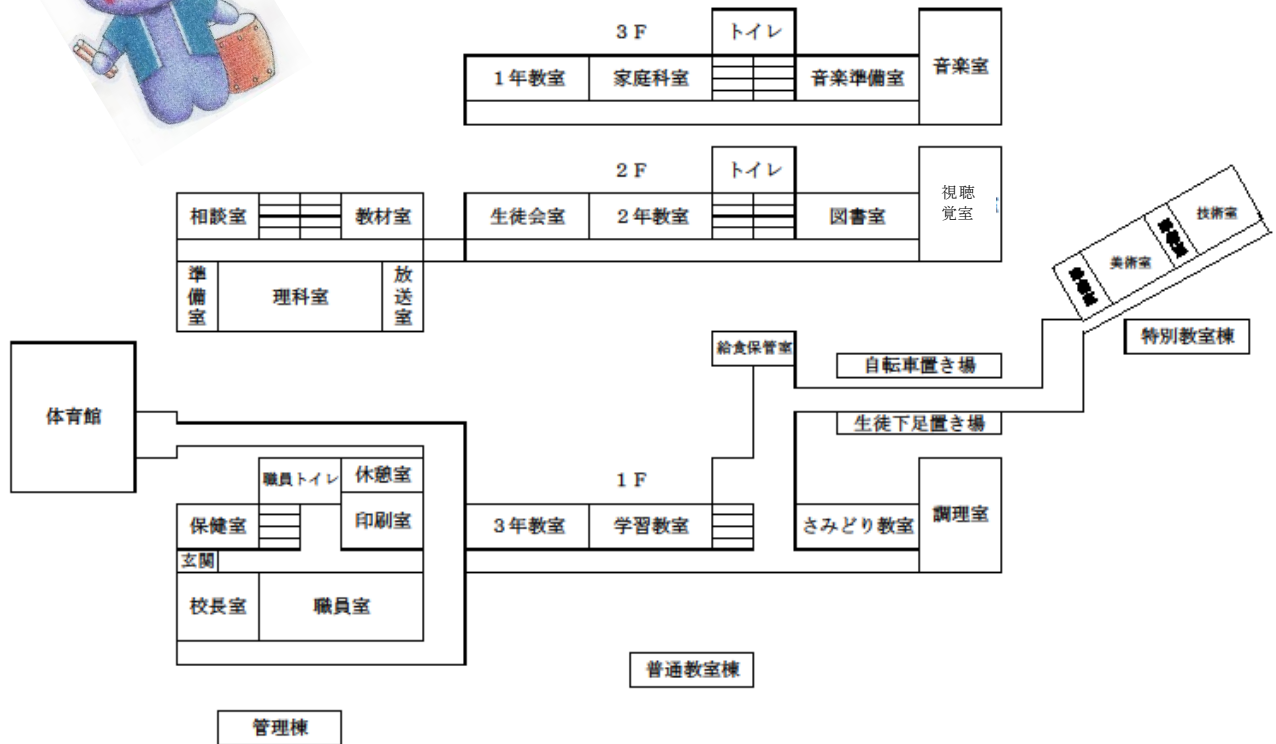 3F
トイレ
1年教室
家庭科室
音楽準備室
音楽室
2F
トイレ
相談室
教材室
生徒会室
2年教室
図書室
視聴
覚室
準備室
理科室
放送室
技術室
準備室
美術室
準備室
給食保管室
自転車置き場
特別教室棟
体育館
生徒下足置き場
職員トイレ
休憩室
1F
保健室
印刷室
3年教室
学習教室
さみどり教室
調理室
玄関
校長室
職員室
普通教室棟
管理棟